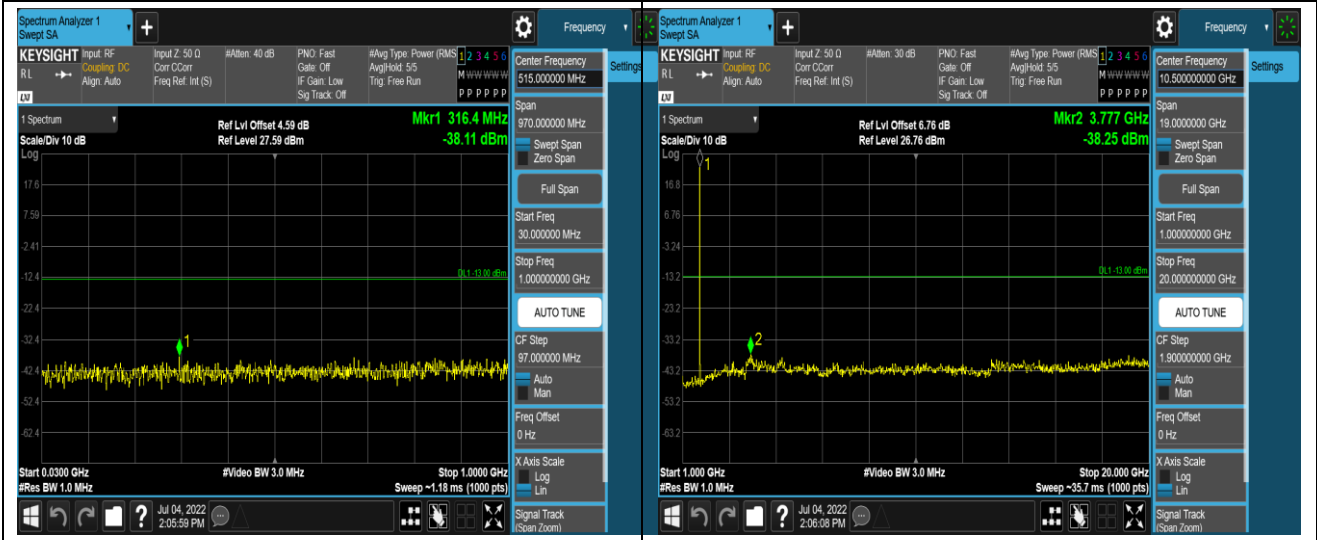 Spectrum Analyzer 1
Swept SA
+
Frequency
KEYSIGHT
RL
LXI
Input: RF
Coupling: DC
Align: Auto
Input Z: 50 Ω
Corr CCorr
Freq Ref: Int (S)
#Atten: 40 dB
PNO: Fast
Gate: Off
IF Gain: Low
Sig Track: Off
#Avg Type: Power (RMS
Avg|Hold: 5/5
Trig: Free Run
1 2 3 4 5 6
M W W W W W
P P P P P P
1 Spectrum
Scale/Div 10 dB
Log
Ref Lvl Offset 4.59 dB
Ref Level 27.59 dBm
Mkr1 316.4 MHz
-38.11 dBm
17.6
7.59
-2.41
-12.4
-22.4
-32.4
-42.4
-52.4
-62.4
DL1 -13.00 dBm
1
Start 0.0300 GHz
#Res BW 1.0 MHz
#Video BW 3.0 MHz
Stop 1.0000 GHz
Sweep ~1.18 ms (1000 pts)
Jul 04, 2022
2:05:59 PM
Center Frequency
515.000000 MHz
Settings
Span
970.000000 MHz
Swept Span
Zero Span
Full Span
Start Freq
30.000000 MHz
Stop Freq
1.000000000 GHz
AUTO TUNE
CF Step
97.000000 MHz
Auto
Man
Freq Offset
0 Hz
X Axis Scale
Log
Lin
Signal Track
(Span Zoom)
Spectrum Analyzer 1
Swept SA
+
Frequency
KEYSIGHT
RL
LXI
Input: RF
Coupling: DC
Align: Auto
Input Z: 50 Ω
Corr CCorr
Freq Ref: Int (S)
#Atten: 30 dB
PNO: Fast
Gate: Off
IF Gain: Low
Sig Track: Off
#Avg Type: Power (RMS
Avg|Hold: 5/5
Trig: Free Run
1 2 3 4 5 6
M W W W W W
P P P P P P
1 Spectrum
Scale/Div 10 dB
Log
Ref Lvl Offset 6.76 dB
Ref Level 26.76 dBm
Mkr2 3.777 GHz
-38.25 dBm
1
16.8
6.76
-3.24
-13.2
-23.2
-33.2
-43.2
-53.2
-63.2
DL1 -13.00 dBm
2
Start 1.000 GHz
#Res BW 1.0 MHz
#Video BW 3.0 MHz
Stop 20.000 GHz
Sweep ~35.7 ms (1000 pts)
Jul 04, 2022
2:06:08 PM
Center Frequency
10.500000000 GHz
Settings
Span
19.0000000 GHz
Swept Span
Zero Span
Full Span
Start Freq
1.000000000 GHz
Stop Freq
20.000000000 GHz
AUTO TUNE
CF Step
1.900000000 GHz
Auto
Man
Freq Offset
0 Hz
X Axis Scale
Log
Lin
Signal Track
(Span Zoom)